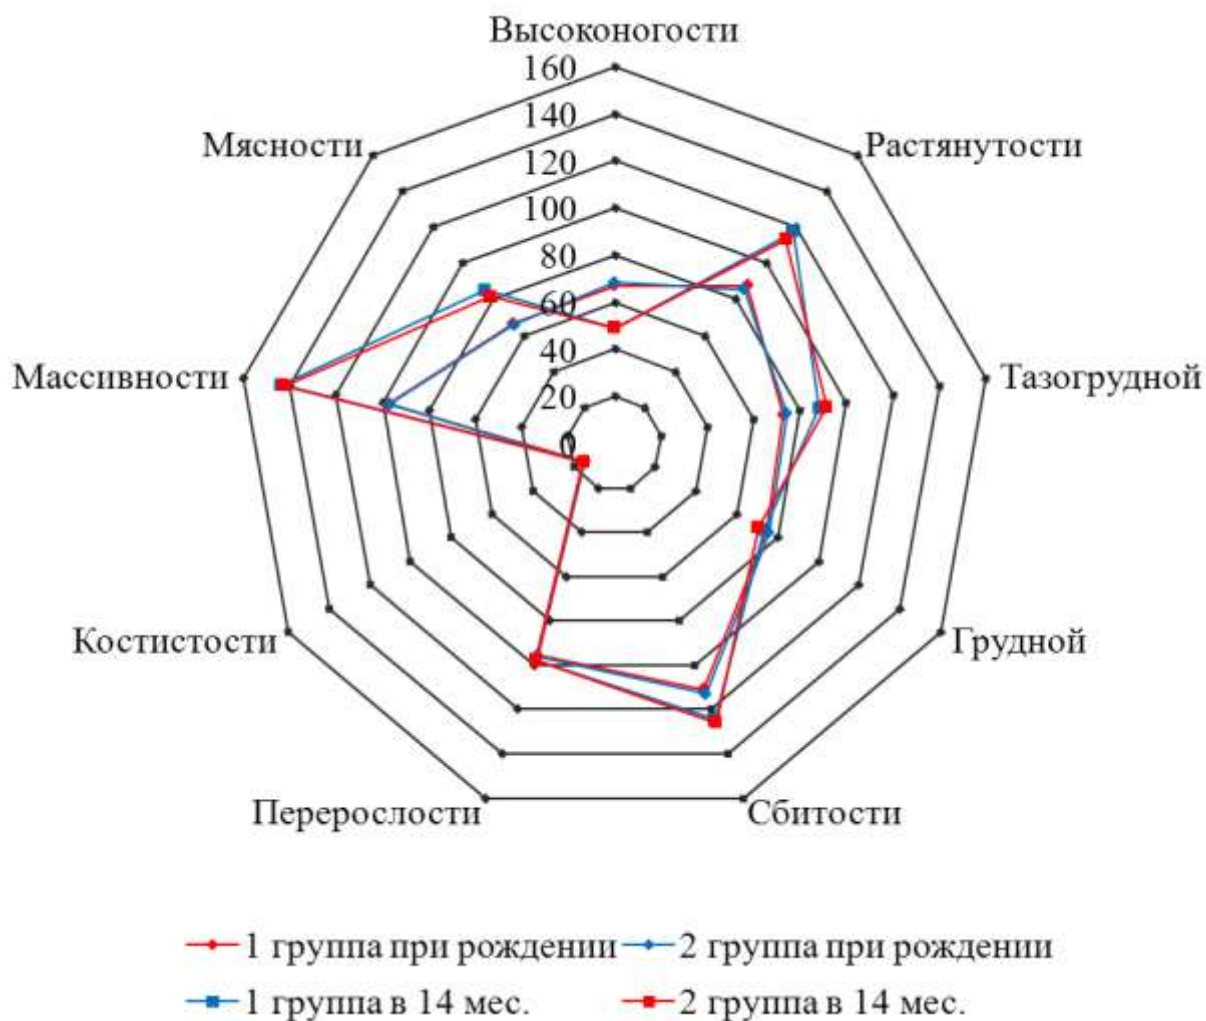 Высоконогости
160
140
Мясности
Растянутости
120
100
80
60
Массивности
Тазогрудной
40
20
0
Костистости
Грудной
Перерослости
Сбитости
1 группа при рождении
2 группа при рождении
1 группа в 14 мес.
2 группа в 14 мес.